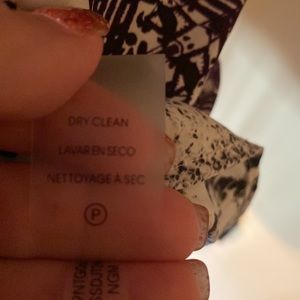 DRY CLEAN
LAVAR EN SECO
NETTOYAGE A SEC
P